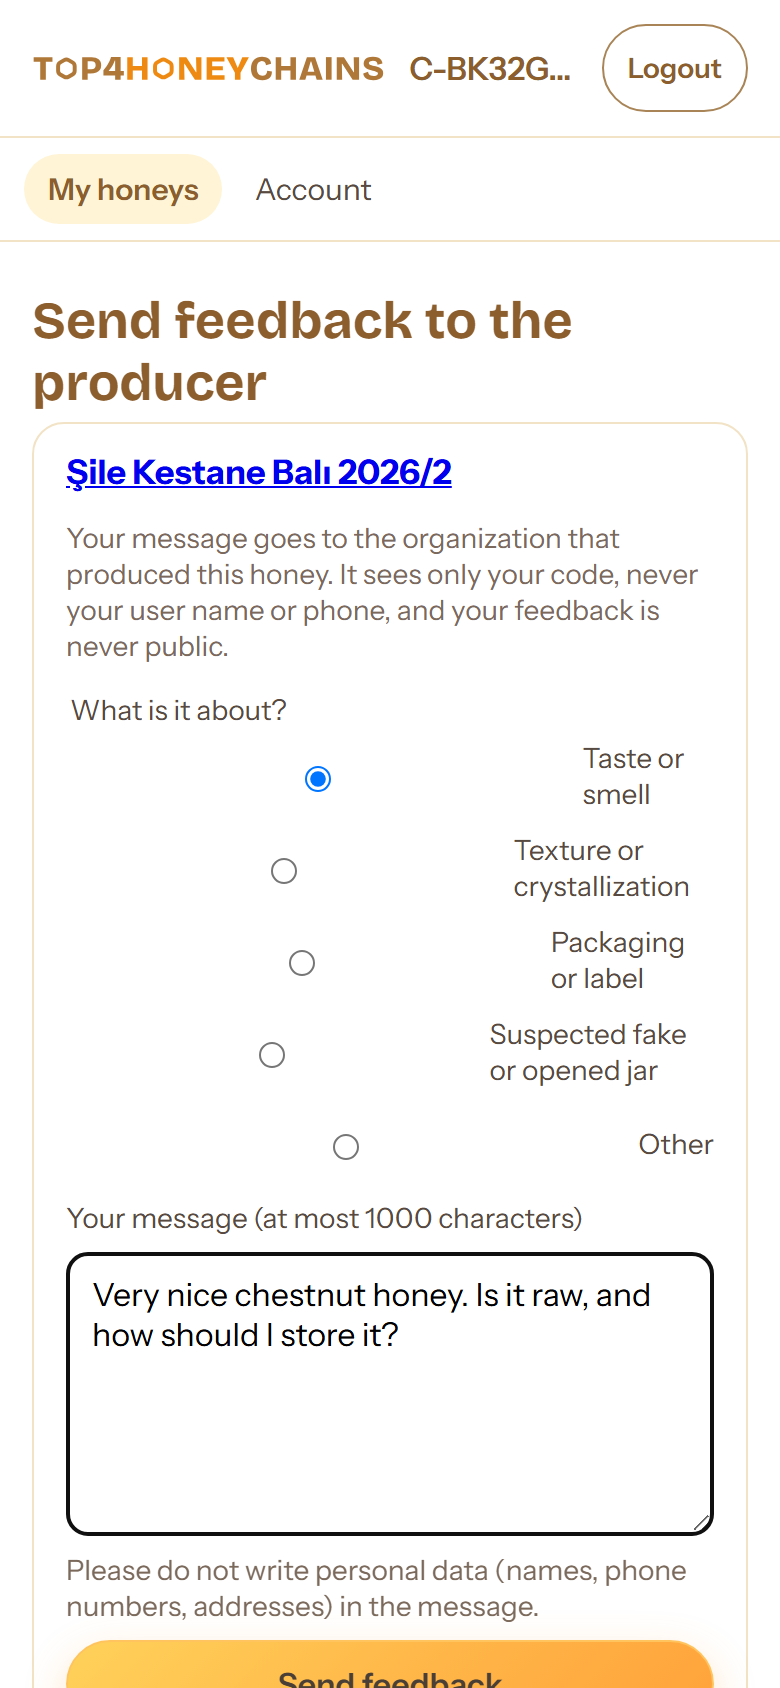 TOP4HONEYCHAINS C-BK32G... Logout
My honeys Account
Send feedback to the
producer
Şile Kestane Balı 2026/2
Your message goes to the organization that
produced this honey. It sees only your code, never
your user name or phone, and your feedback is
never public.
What is it about?
Taste or
smell
Texture or
crystallization
Packaging
or label
Suspected fake
or opened jar
Other
Your message (at most 1000 characters)
Very nice chestnut honey. Is it raw, and
how should I store it?
Please do not write personal data (names, phone
numbers, addresses) in the message.
Send feedback